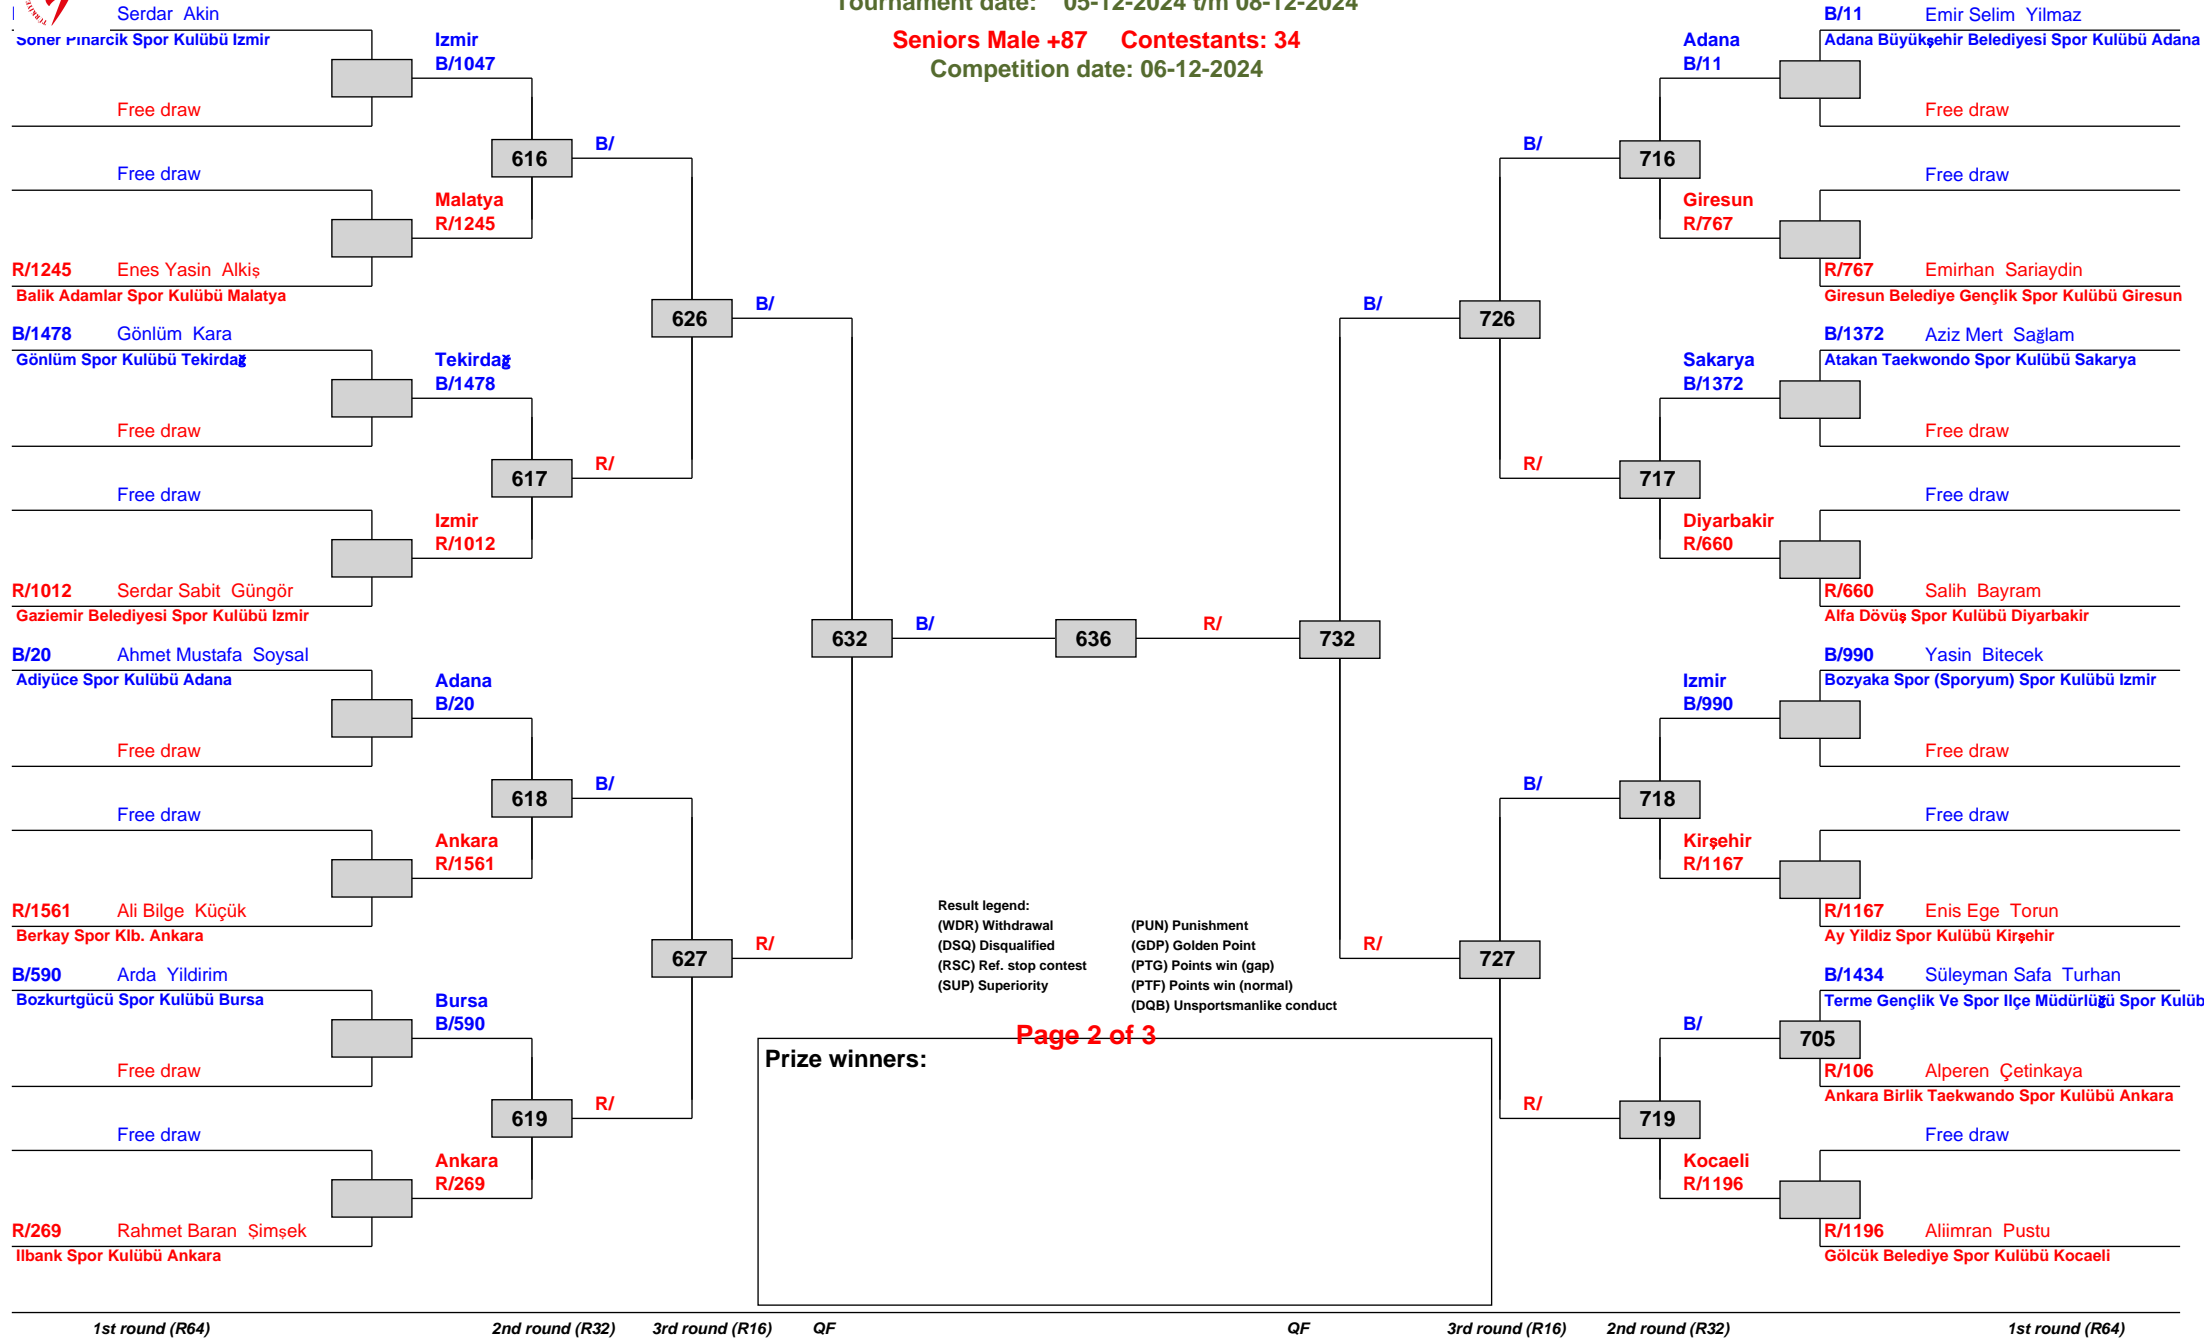 Tournament date: 05-12-2024 t/m 08-12-2024
Seniors Male +87 Contestants: 34
Competition date: 06-12-2024
Serdar Akin
Soner Pinarcik Spor Kulübü Izmir
Free draw
Izmir
B/1047
Free draw
R/1245 Enes Yasin Alkiş
Balik Adamlar Spor Kulübü Malatya
Malatya
R/1245
616
B/
B/1478 Gönlüm Kara
Gönlüm Spor Kulübü Tekirdağ
Free draw
Tekirdağ
B/1478
Free draw
R/1012 Serdar Sabit Güngör
Gaziemir Belediyesi Spor Kulübü Izmir
Izmir
R/1012
617
R/
626
B/
B/20 Ahmet Mustafa Soysal
Adiyüce Spor Kulübü Adana
Free draw
Adana
B/20
Free draw
R/1561 Ali Bilge Küçük
Berkay Spor Klb. Ankara
Ankara
R/1561
618
B/
B/590 Arda Yildirim
Bozkurtgücü Spor Kulübü Bursa
Free draw
Bursa
B/590
Free draw
R/269 Rahmet Baran Şimşek
Ilbank Spor Kulübü Ankara
Ankara
R/269
619
R/
627
R/
632
B/
636
R/
732
B/11 Emir Selim Yilmaz
Adana Büyükşehir Belediyesi Spor Kulübü Adana
Free draw
Adana
B/11
Free draw
R/767 Emirhan Sariaydin
Giresun Belediye Gençlik Spor Kulübü Giresun
Giresun
R/767
716
B/
B/1372 Aziz Mert Sağlam
Atakan Taekwondo Spor Kulübü Sakarya
Free draw
Sakarya
B/1372
Free draw
R/660 Salih Bayram
Alfa Dövüş Spor Kulübü Diyarbakir
Diyarbakir
R/660
717
R/
726
B/
B/990 Yasin Bitecek
Bozyaka Spor (Sporyum) Spor Kulübü Izmir
Free draw
Izmir
B/990
Free draw
R/1167 Enis Ege Torun
Ay Yildiz Spor Kulübü Kirşehir
Kirşehir
R/1167
718
B/
B/1434 Süleyman Safa Turhan
Terme Gençlik Ve Spor Ilçe Müdürlüğü Spor Kulüb
705
B/
R/106 Alperen Çetinkaya
Ankara Birlik Taekwando Spor Kulübü Ankara
Free draw
R/1196 Aliimran Pustu
Gölcük Belediye Spor Kulübü Kocaeli
Kocaeli
R/1196
719
R/
727
R/
Result legend:
(WDR) Withdrawal (PUN) Punishment
(DSQ) Disqualified (GDP) Golden Point
(RSC) Ref. stop contest (PTG) Points win (gap)
(SUP) Superiority (PTF) Points win (normal)
(DQB) Unsportsmanlike conduct
Page 2 of 3
Prize winners:
1st round (R64) 2nd round (R32) 3rd round (R16) QF QF 3rd round (R16) 2nd round (R32) 1st round (R64)